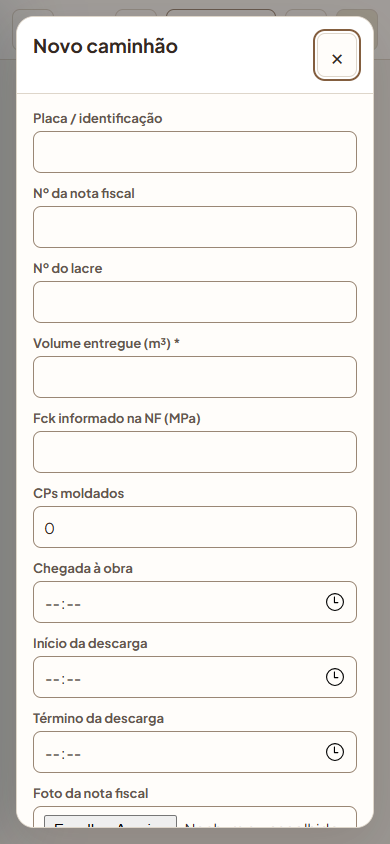 Novo caminhão
×
Placa / identificação
Nº da nota fiscal
Nº do lacre
Volume entregue (m³) *
Fck informado na NF (MPa)
CPs moldados
0
Chegada à obra
--:--
Início da descarga
--:--
Término da descarga
--:--
Foto da nota fiscal